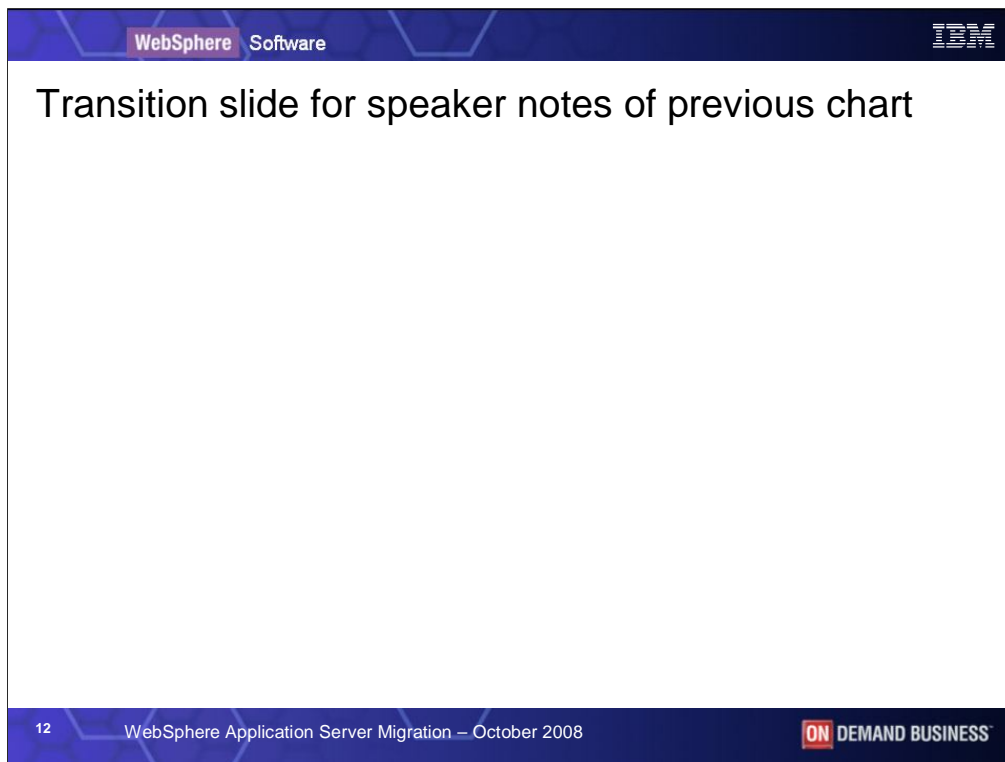 WebSphere Software
IBM
Transition slide for speaker notes of previous chart
12
WebSphere Application Server Migration – October 2008
ON DEMAND BUSINESS™